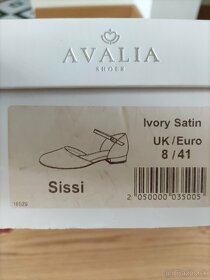 AVALIA
SHOES
Ivory Satin
UK/Euro
8/41
Sissi
2 050000 035005